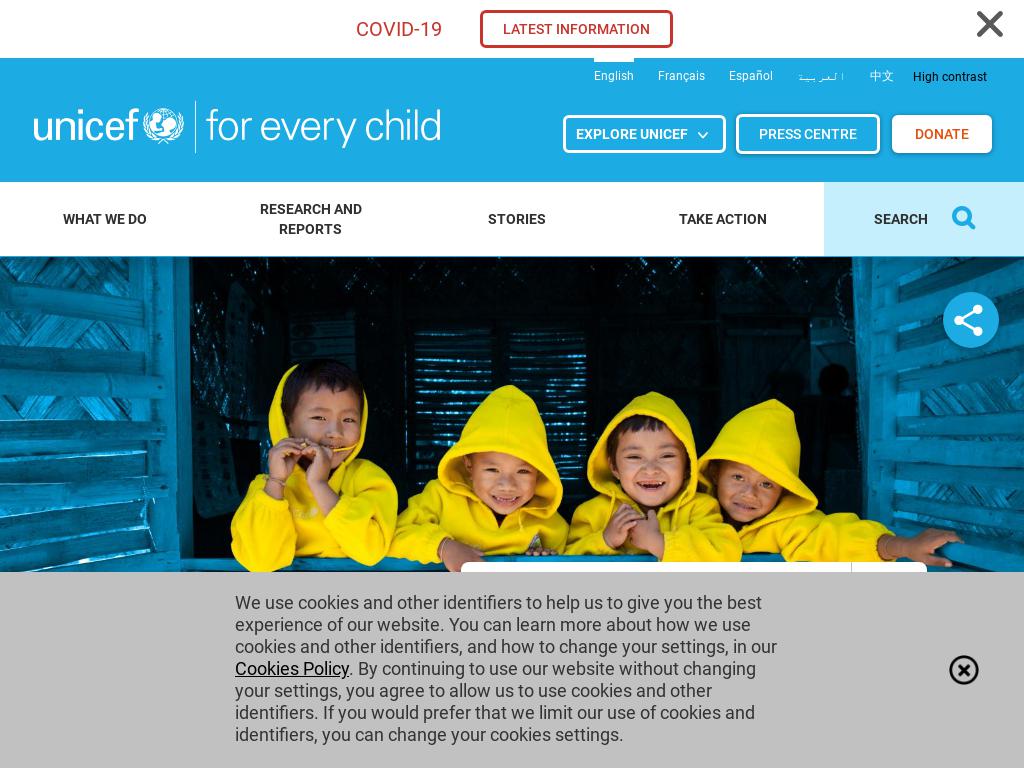 COVID-19
LATEST INFORMATION
English
Français
Español
العربية
中文
High contrast
unicef
for every child
EXPLORE UNICEF
PRESS CENTRE
DONATE
WHAT WE DO
RESEARCH AND
REPORTS
STORIES
TAKE ACTION
SEARCH
We use cookies and other identifiers to help us to give you the best
experience of our website. You can learn more about how we use
cookies and other identifiers, and how to change your settings, in our
Cookies Policy. By continuing to use our website without changing
your settings, you agree to allow us to use cookies and other
identifiers. If you would prefer that we limit our use of cookies and
identifiers, you can change your cookies settings.